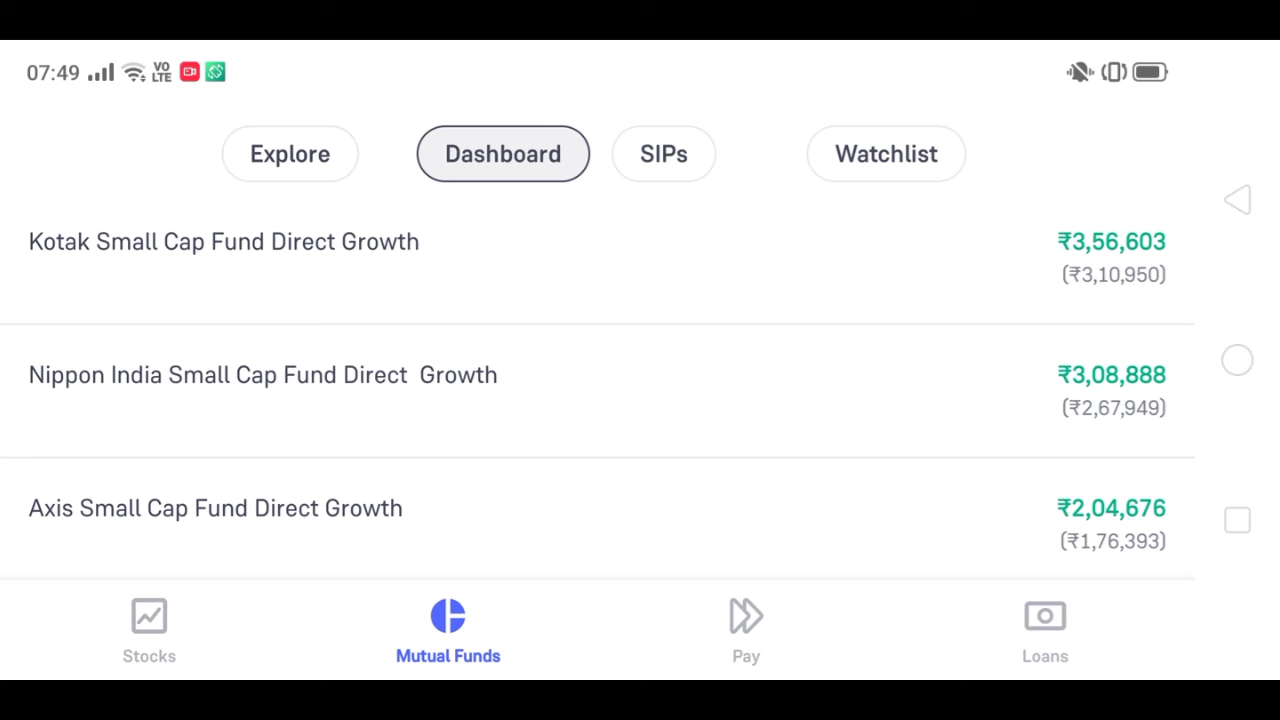 07:49 VO LTE
Explore Dashboard SIPs Watchlist
Kotak Small Cap Fund Direct Growth ₹3,56,603
(₹3,10,950)
Nippon India Small Cap Fund Direct Growth ₹3,08,888
(₹2,67,949)
Axis Small Cap Fund Direct Growth ₹2,04,676
(₹1,76,393)
Stocks Mutual Funds Pay Loans